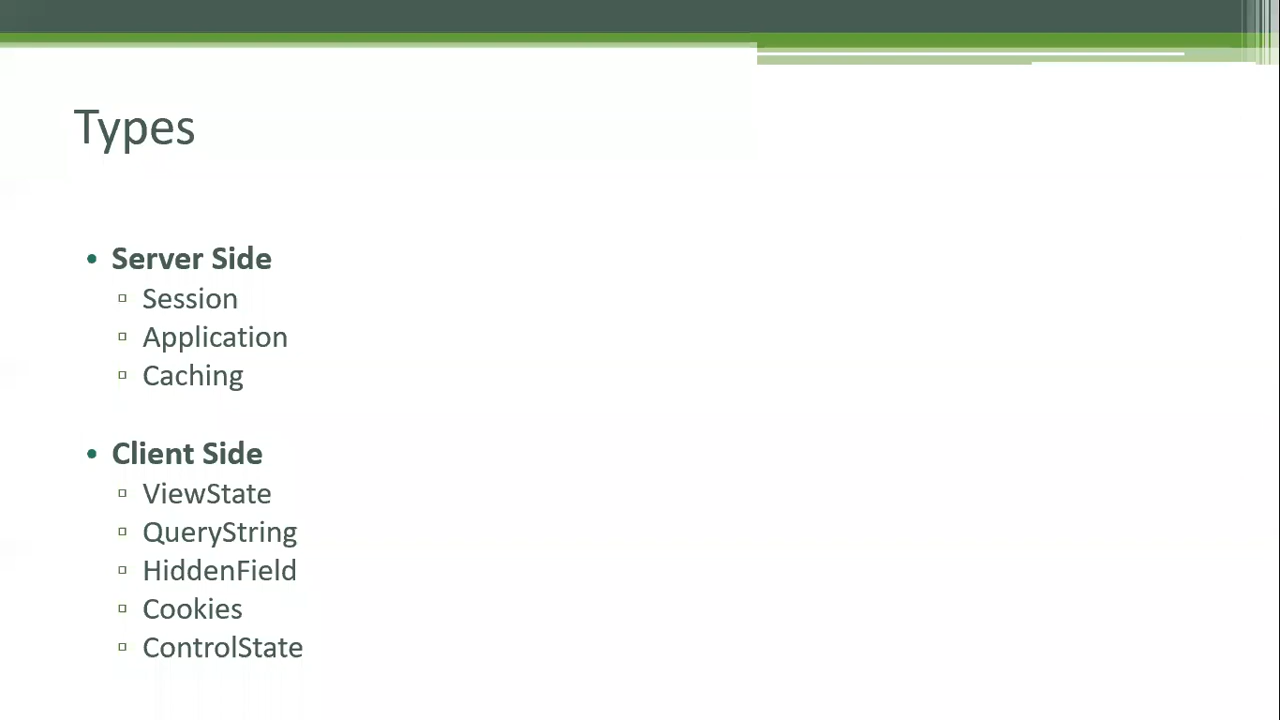 Types
• Server Side
▫ Session
▫ Application
▫ Caching
• Client Side
▫ ViewState
▫ QueryString
▫ HiddenField
▫ Cookies
▫ ControlState